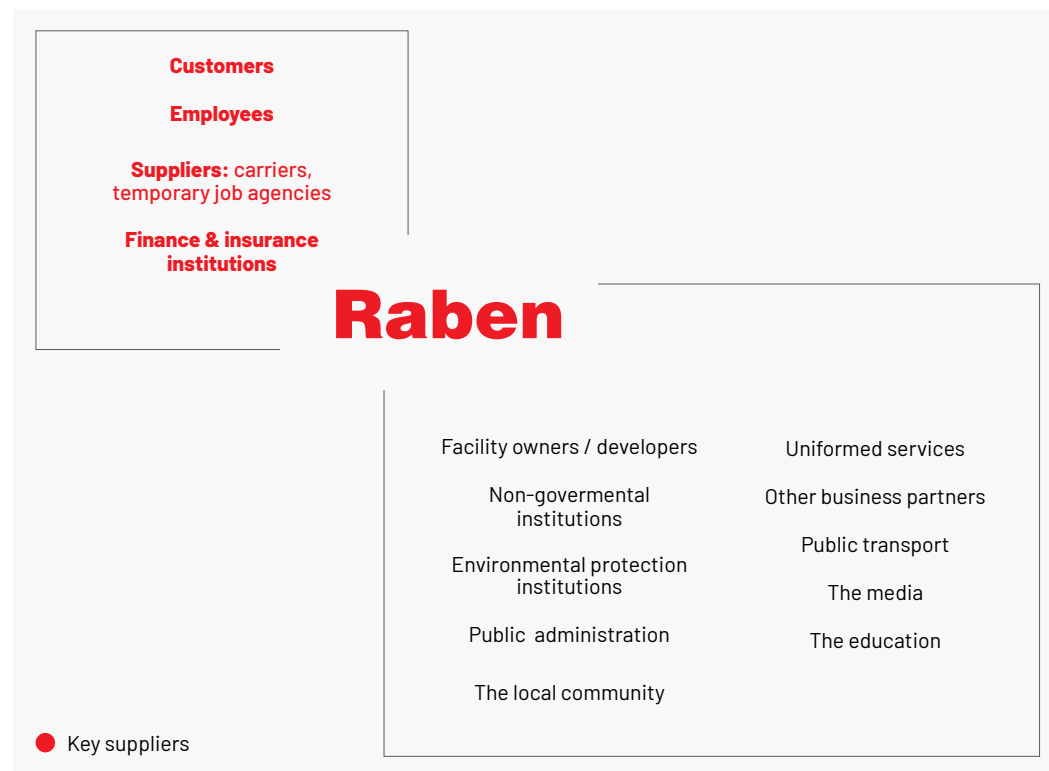 Customers
Employees
Suppliers: carriers,
temporary job agencies
Finance & insurance
institutions
Raben
Facility owners / developers
Non-govermental
institutions
Environmental protection
institutions
Public administration
The local community
Uniformed services
Other business partners
Public transport
The media
The education
Key suppliers